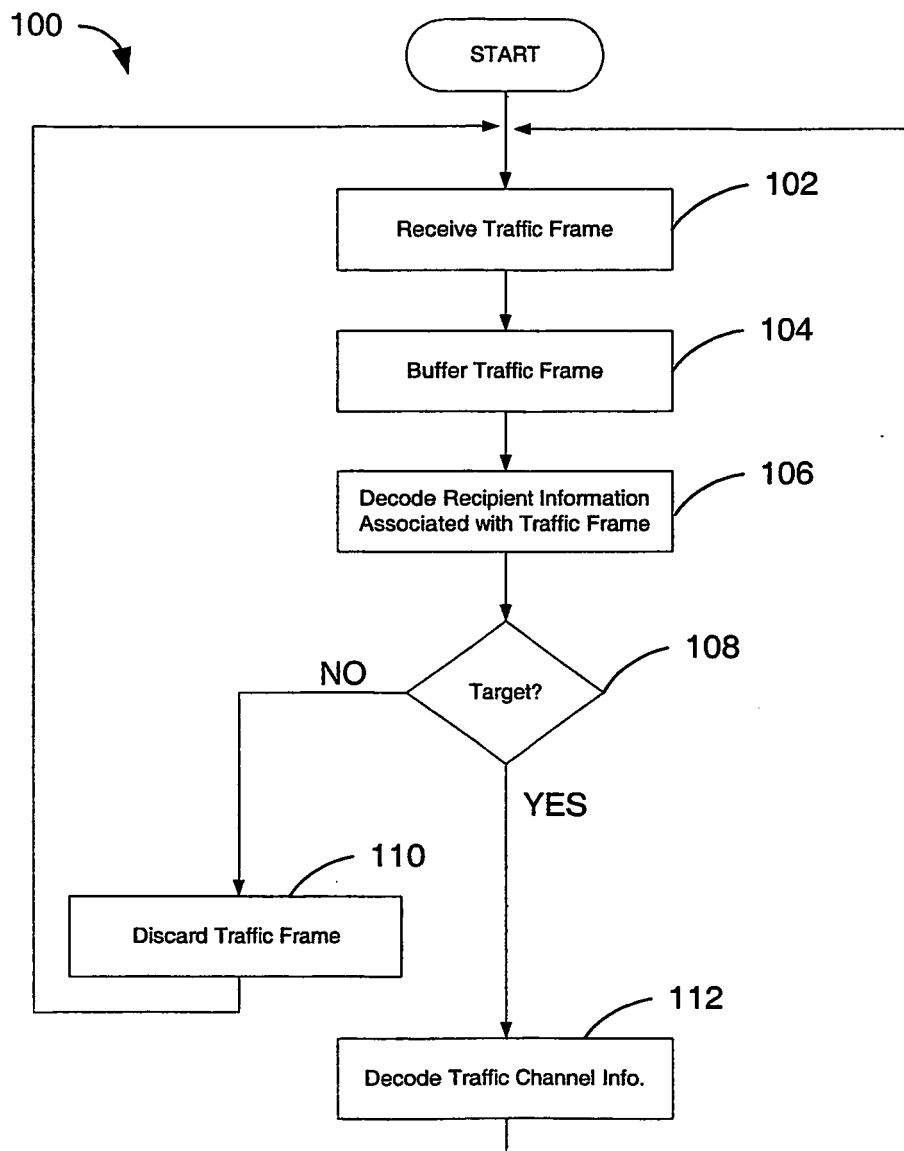 100
START
102
Receive Traffic Frame
104
Buffer Traffic Frame
106
Decode Recipient Information
Associated with Traffic Frame
108
NO
Target?
YES
110
Discard Traffic Frame
112
Decode Traffic Channel Info.